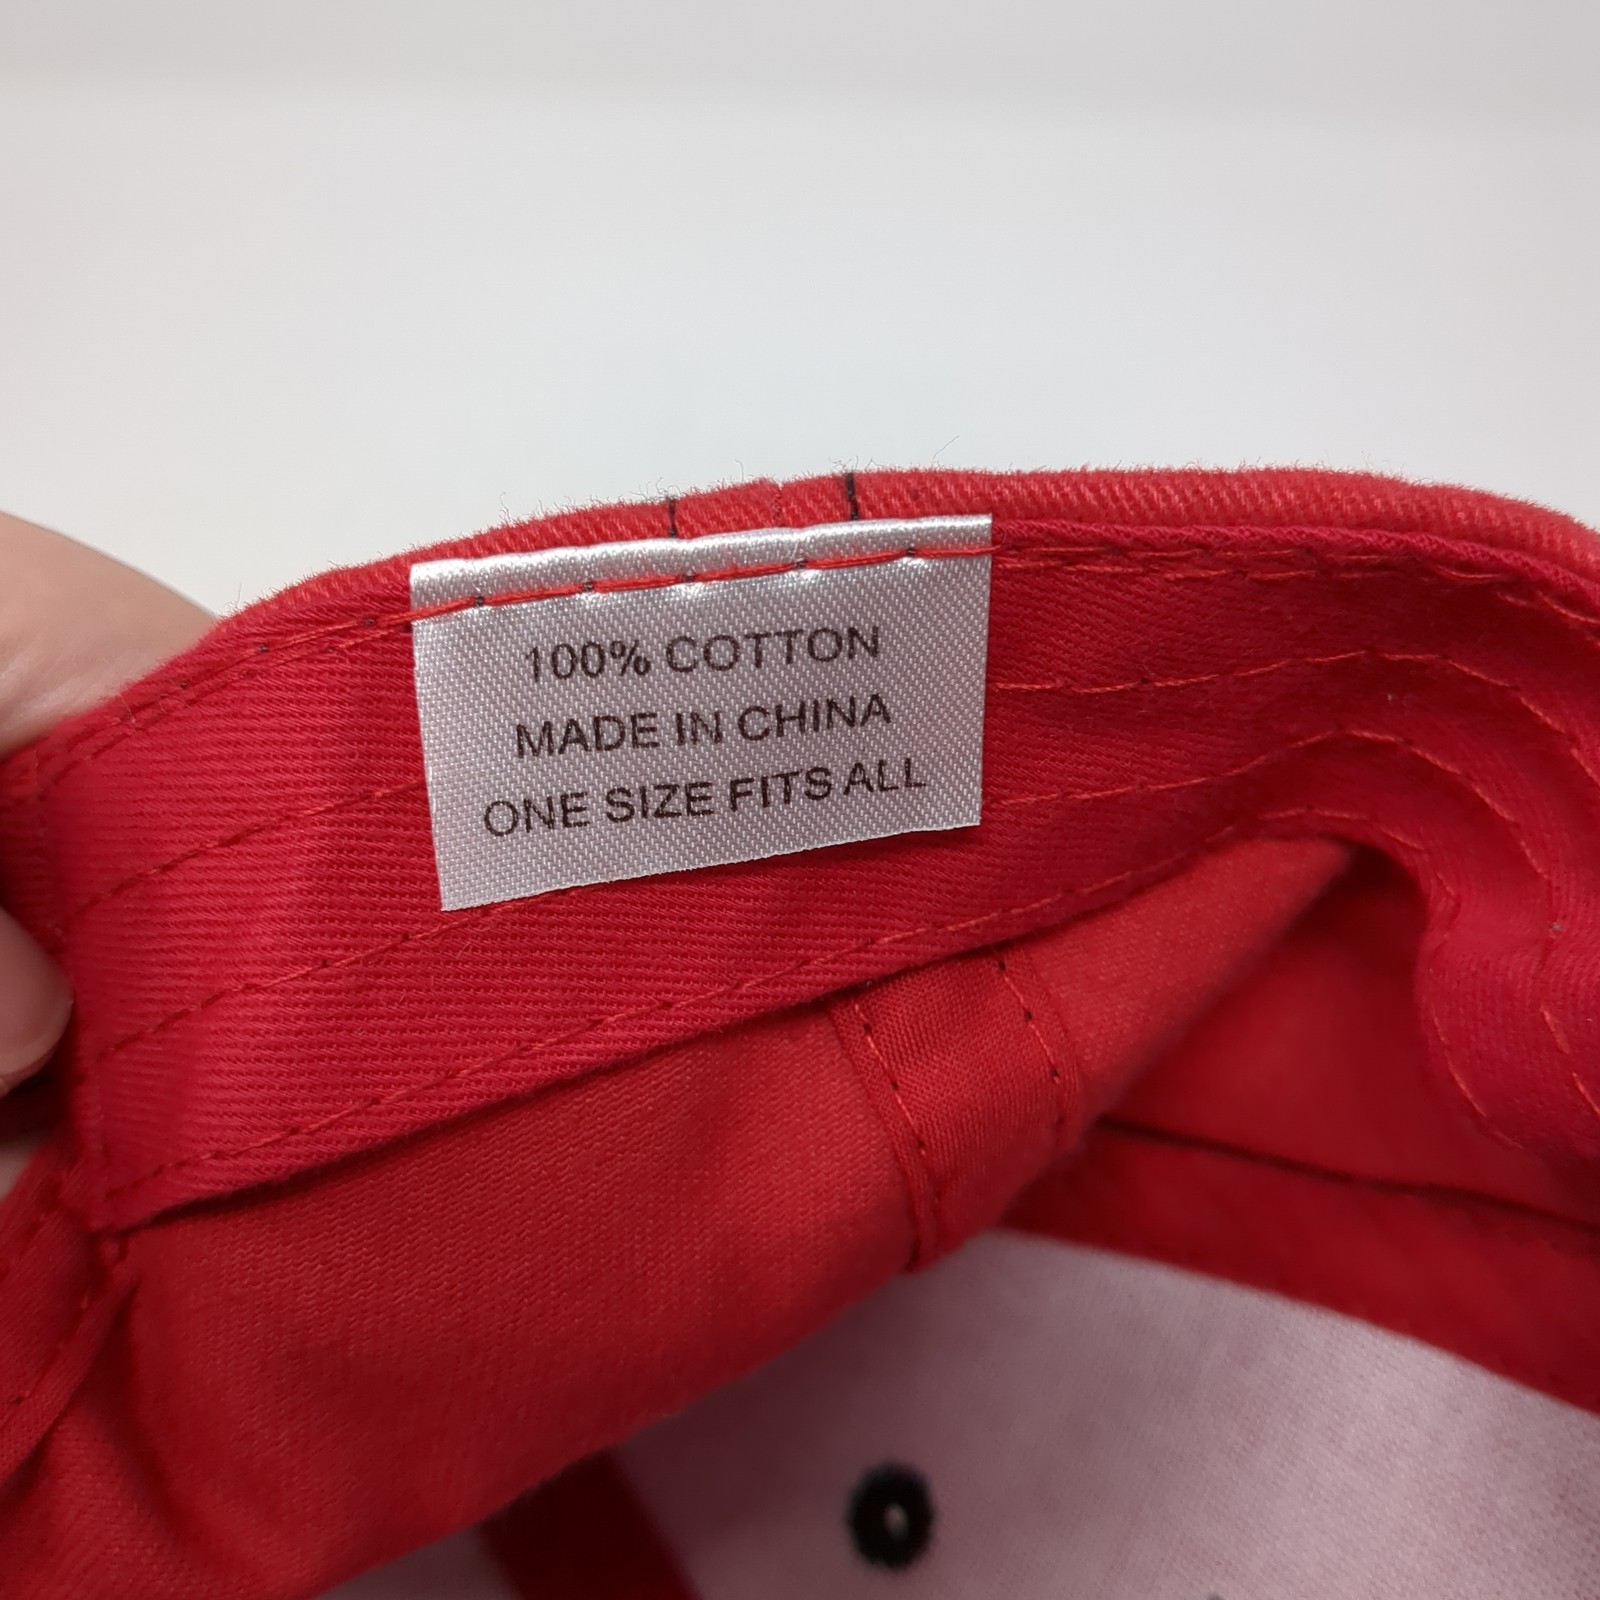 100% COTTON
MADE IN CHINA
ONE SIZE FITS ALL